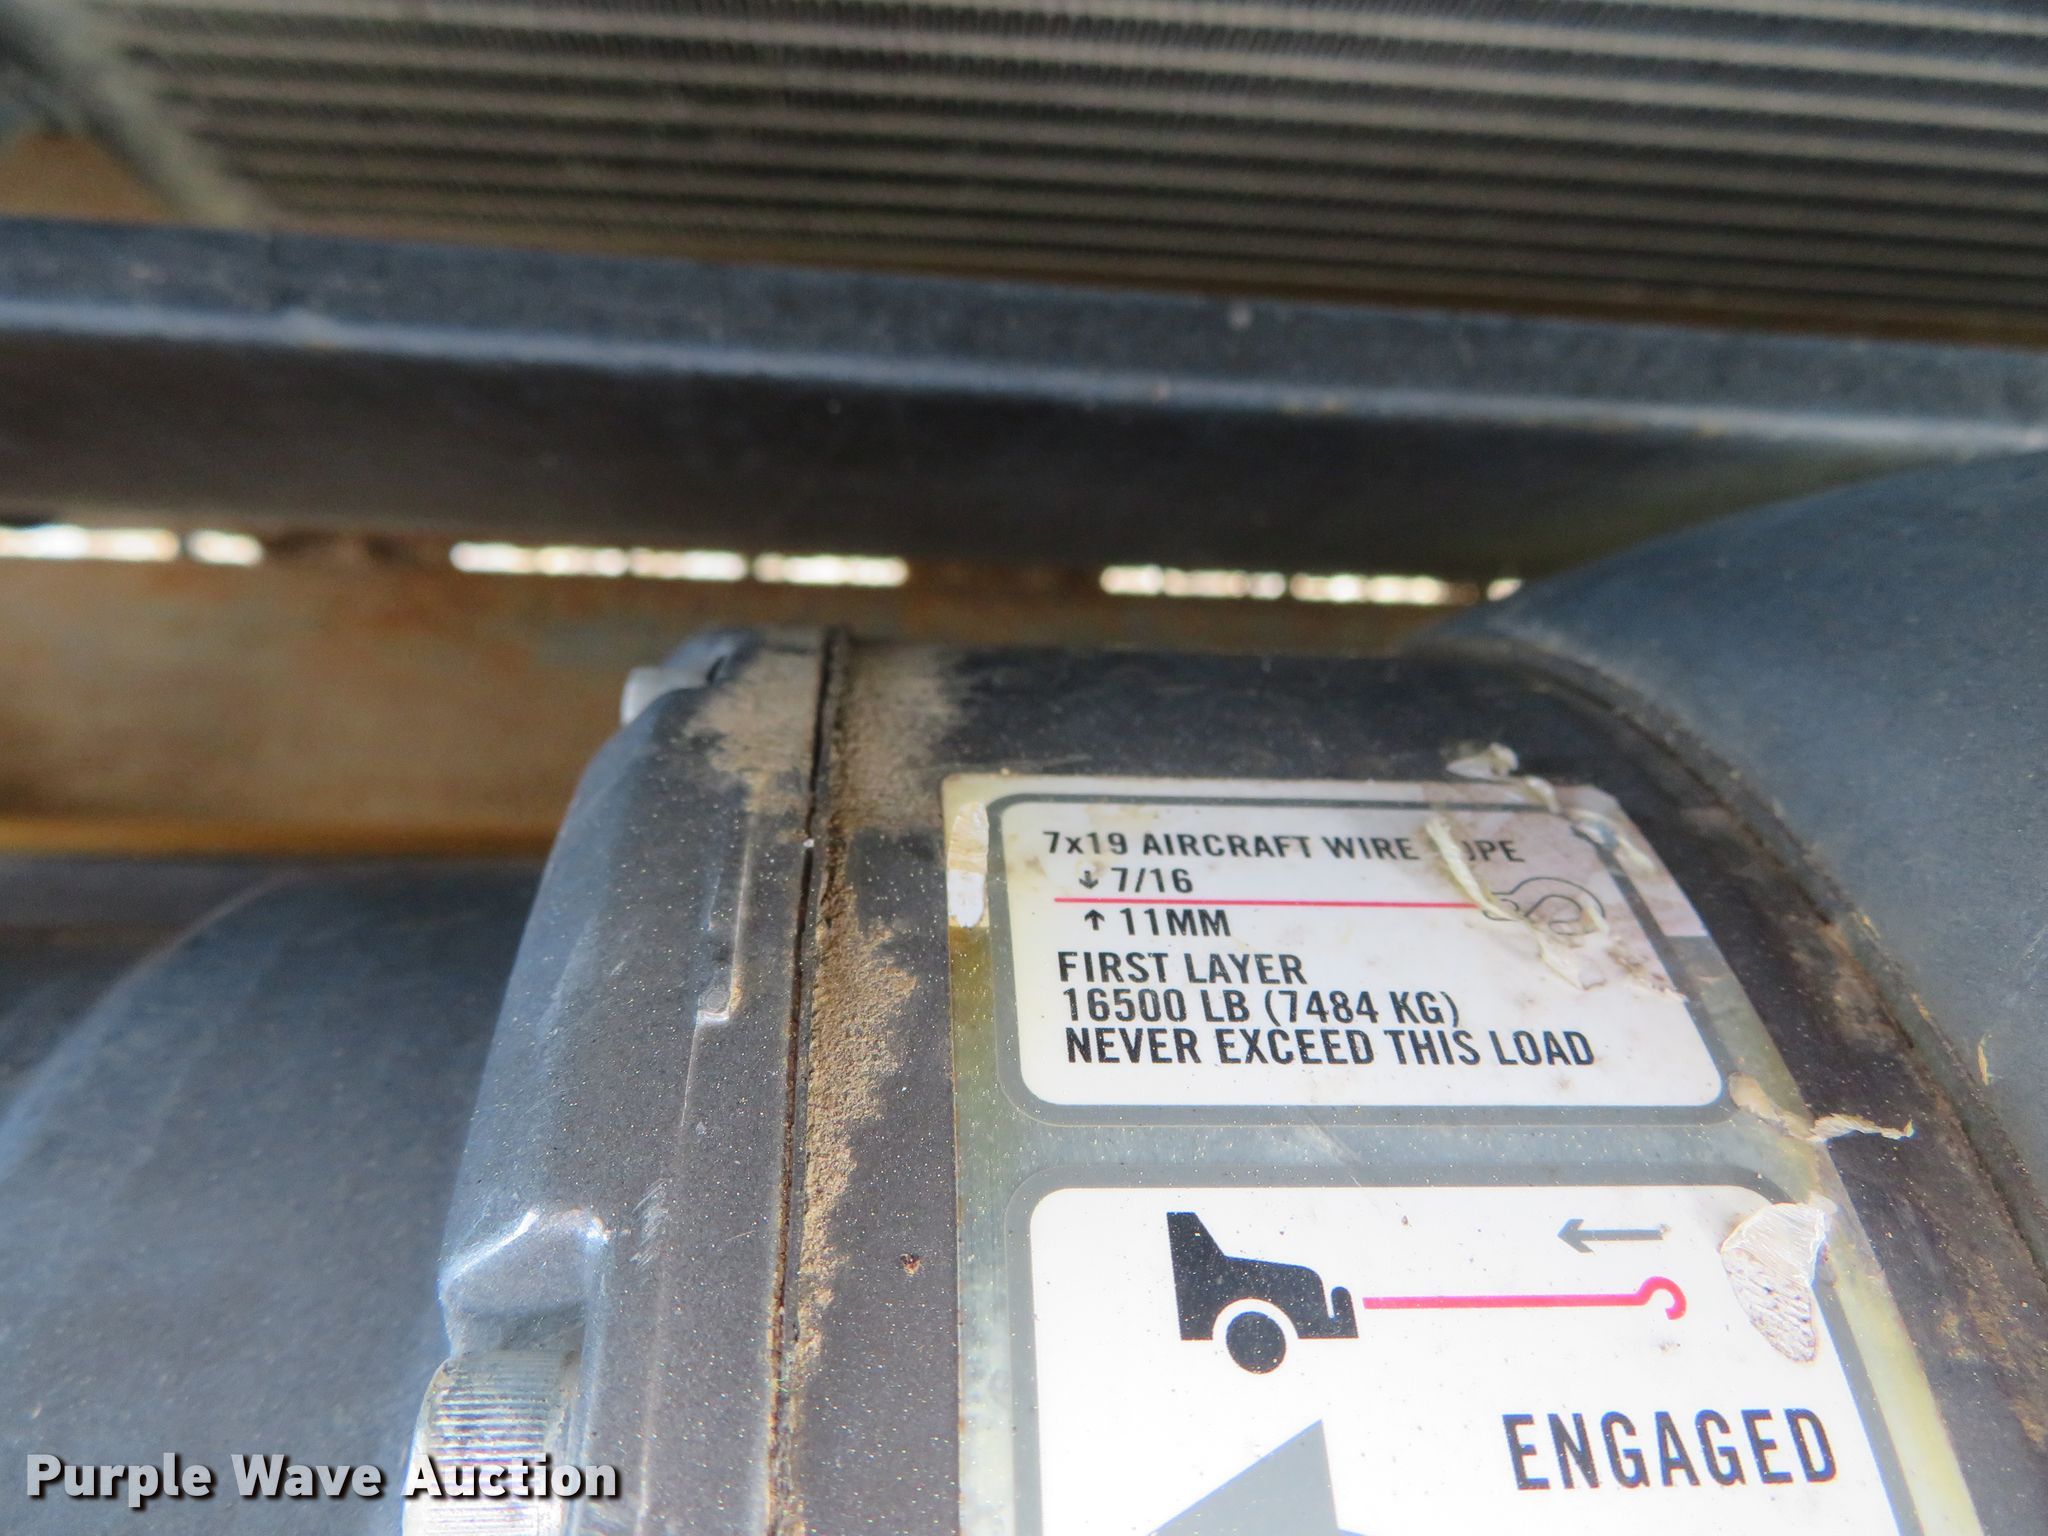 7x19 AIRCRAFT WIRE
7/16
11MM
FIRST LAYER
16500 LB (7484 KG)
NEVER EXCEED THIS LOAD
ENGAGED
Purple Wave Auction